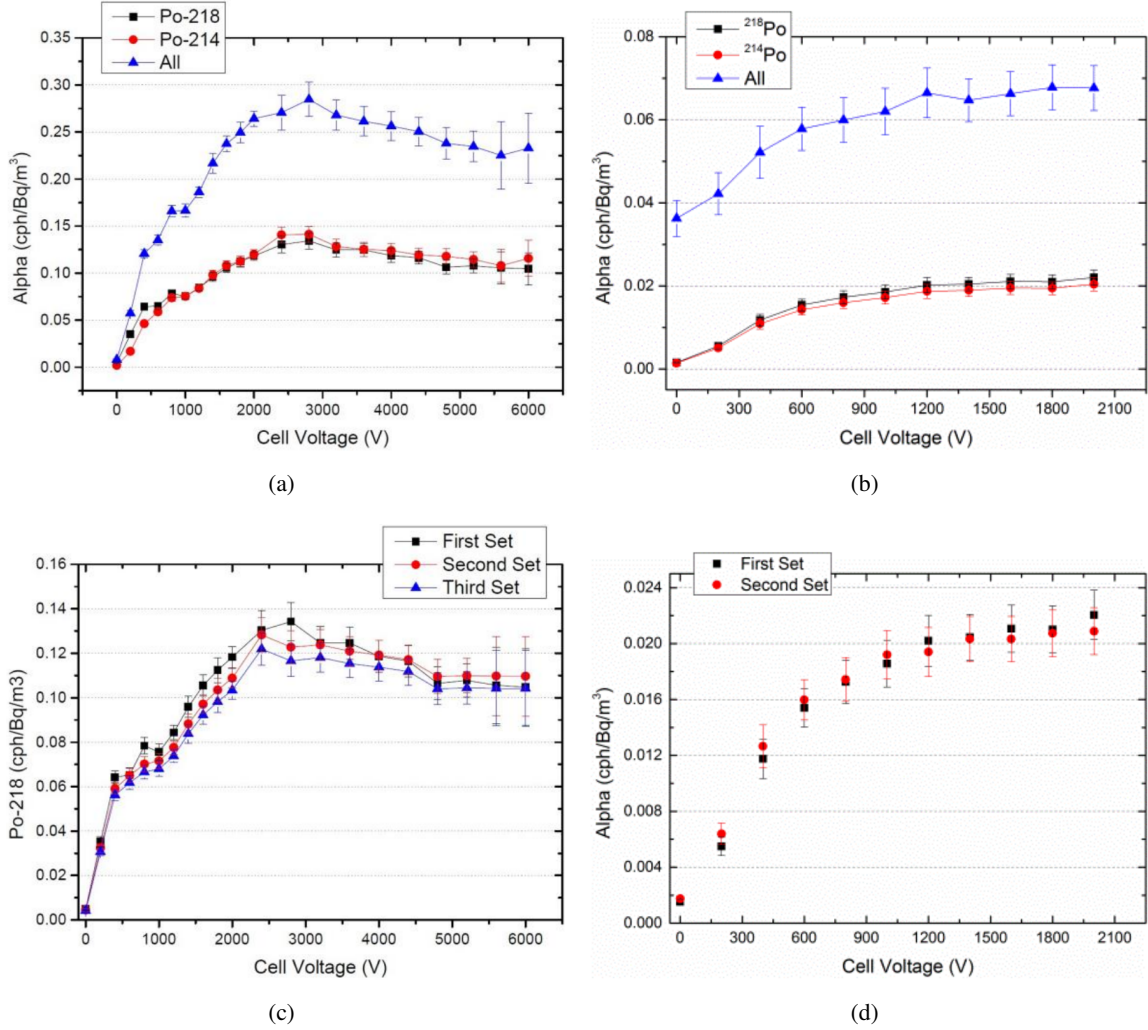 Po-218
Po-214
All
0.35
0.30
0.25
0.20
0.15
0.10
0.05
0.00
Alpha (cph/Bq/m³)
0 1000 2000 3000 4000 5000 6000
Cell Voltage (V)
(a)
²¹⁸Po
²¹⁴Po
All
0.08
0.06
0.04
0.02
0.00
Alpha (cph/Bq/m³)
0 300 600 900 1200 1500 1800 2100
Cell Voltage (V)
(b)
First Set
Second Set
Third Set
0.16
0.14
0.12
0.10
0.08
0.06
0.04
0.02
0.00
Po-218 (cph/Bq/m3)
0 1000 2000 3000 4000 5000 6000
Cell Voltage (V)
(c)
First Set
Second Set
0.024
0.020
0.016
0.012
0.008
0.004
0.000
Alpha (cph/Bq/m³)
0 300 600 900 1200 1500 1800 2100
Cell Voltage (V)
(d)